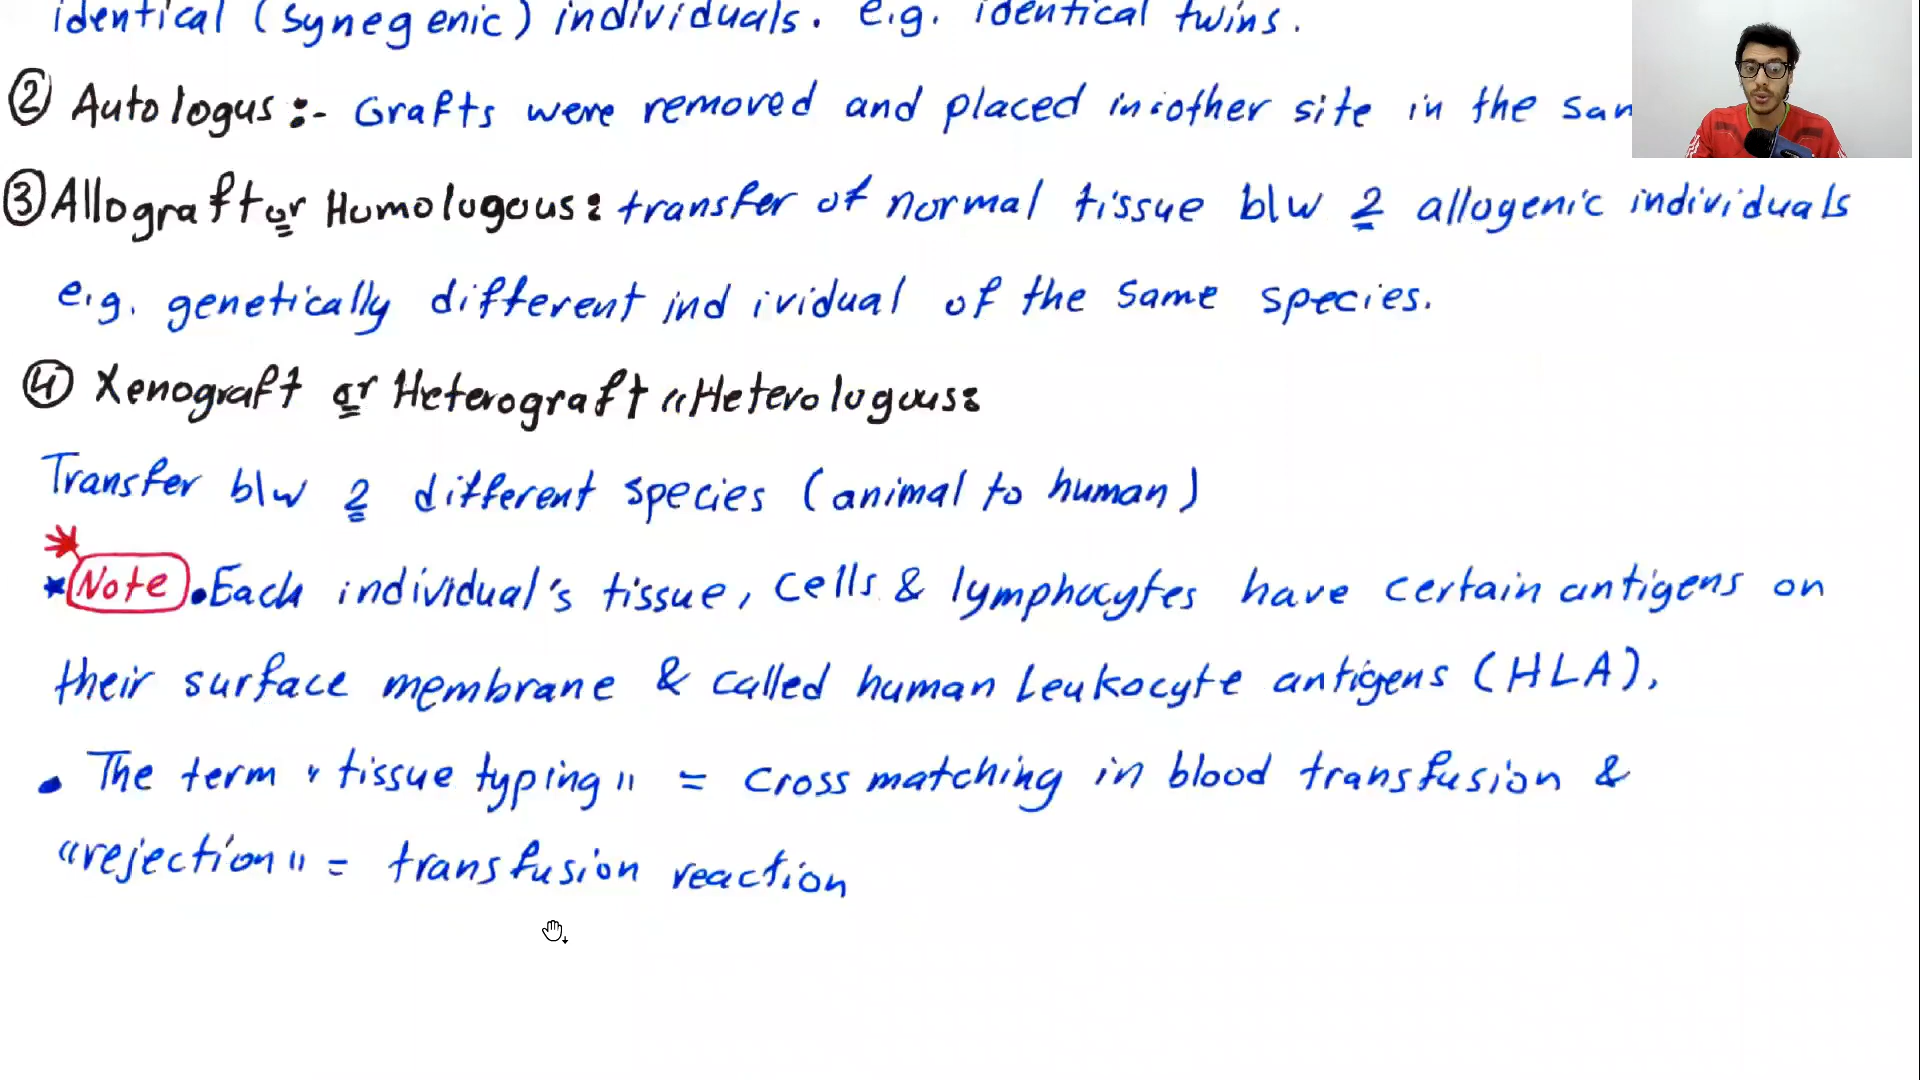 identical (synegenic) individuals. e.g. identical twins.
② Autologus :- Grafts were removed and placed in other site in the
③ Allograft or Homologous: transfer of normal tissue b/w 2 allogenic individuals
e.g. genetically different individual of the same species.
④ Xenograft or Heterograft "Heterologous:
Transfer b/w 2 different species (animal to human)
* Note • Each individual's tissue, cells & lymphocytes have certain antigens on
their surface membrane & called human Leukocyte antigens (HLA).
• The term "tissue typing" = cross matching in blood transfusion &
"rejection" = transfusion reaction